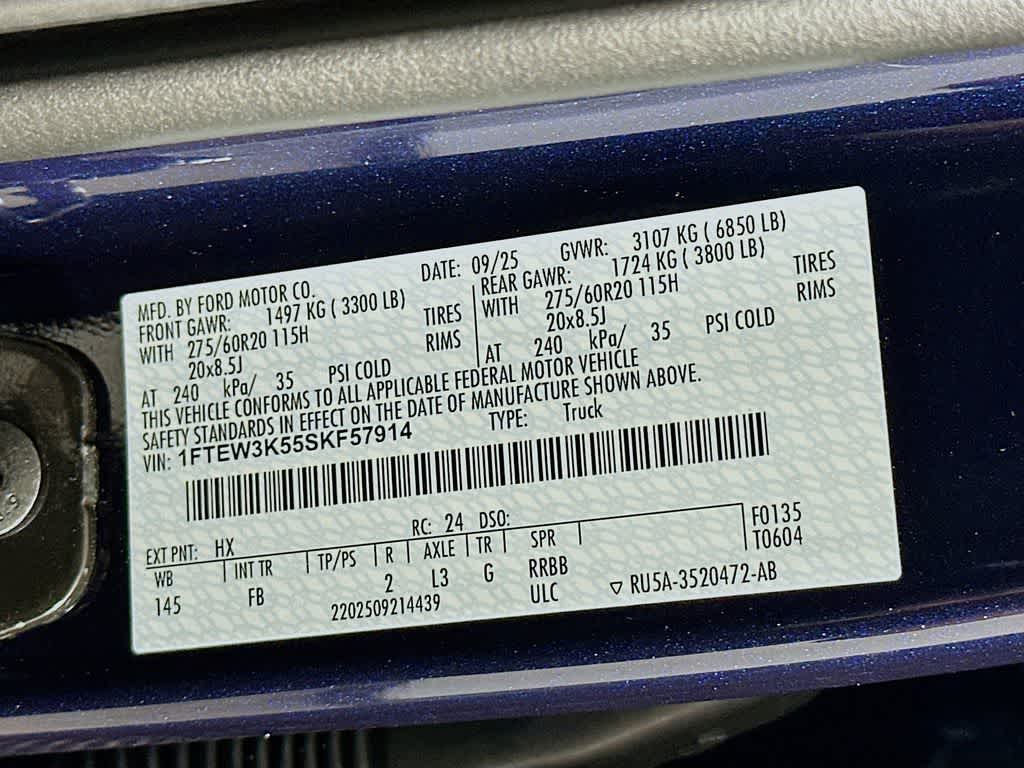 MFD. BY FORD MOTOR CO. DATE: 09/25 GVWR: 3107 KG ( 6850 LB)
FRONT GAWR: 1497 KG ( 3300 LB) REAR GAWR: 1724 KG ( 3800 LB)
WITH 275/60R20 115H TIRES WITH 275/60R20 115H TIRES
20x8.5J RIMS 20x8.5J RIMS
AT 240 kPa/ 35 PSI COLD AT 240 kPa/ 35 PSI COLD
THIS VEHICLE CONFORMS TO ALL APPLICABLE FEDERAL MOTOR VEHICLE
SAFETY STANDARDS IN EFFECT ON THE DATE OF MANUFACTURE SHOWN ABOVE.
VIN: 1FTEW3K55SKF57914 TYPE: Truck
EXT PNT: HX RC: 24 DSO: F0135
WB INT TR TP/PS R AXLE TR SPR T0604
145 FB 2 L3 G RRBB
2202509214439 ULC ▽ RU5A-3520472-AB